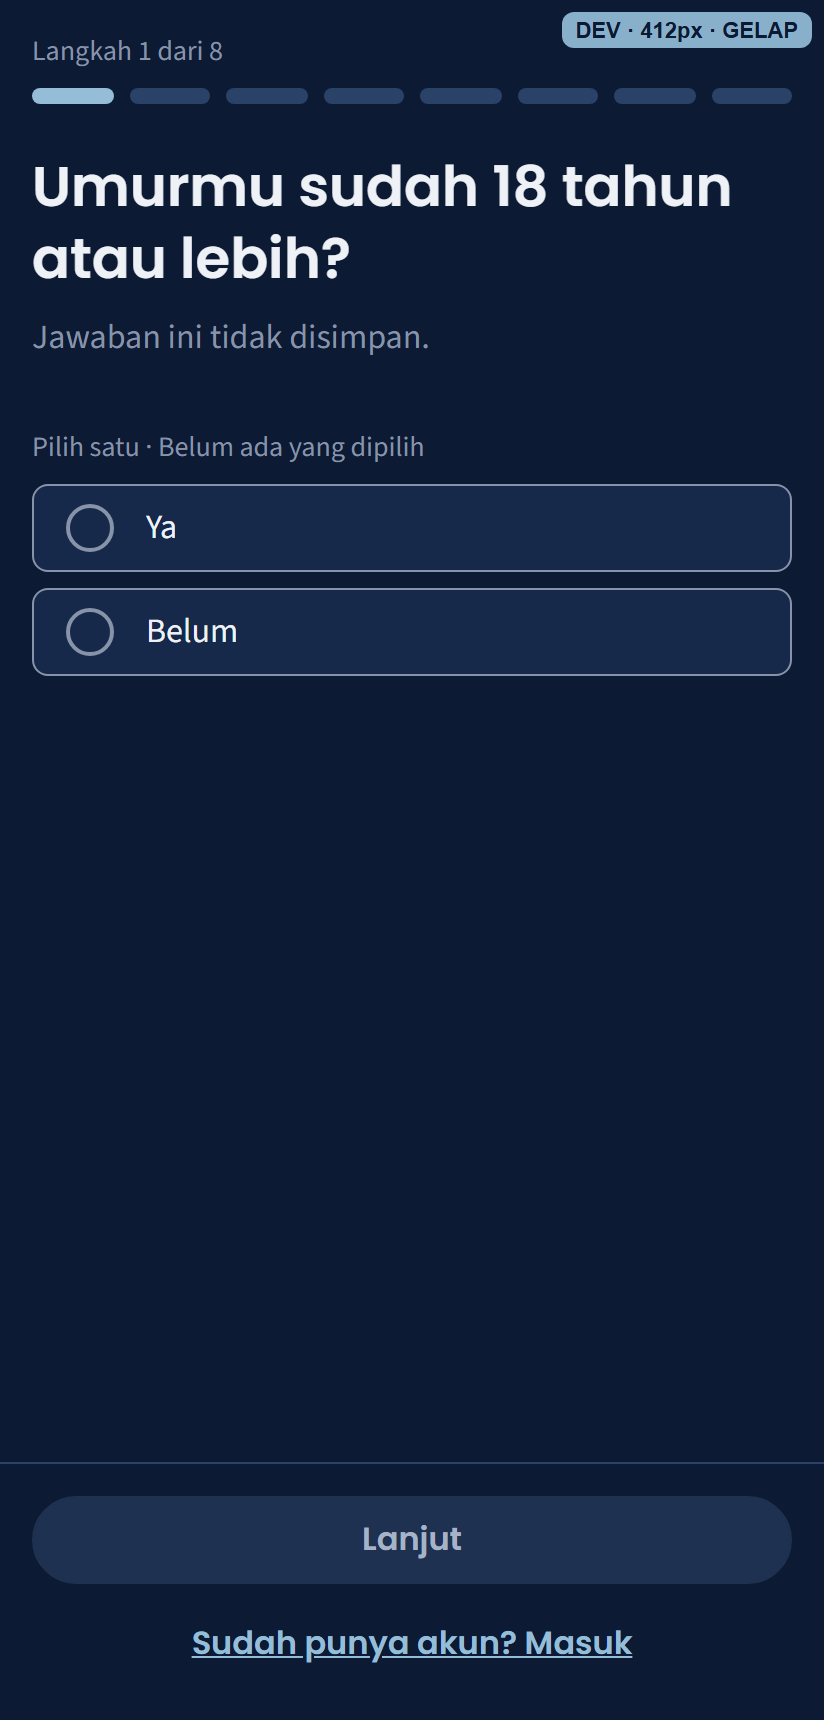 DEV · 412px · GELAP
Langkah 1 dari 8
Umurmu sudah 18 tahun
atau lebih?
Jawaban ini tidak disimpan.
Pilih satu · Belum ada yang dipilih
Ya
Belum
Lanjut
Sudah punya akun? Masuk